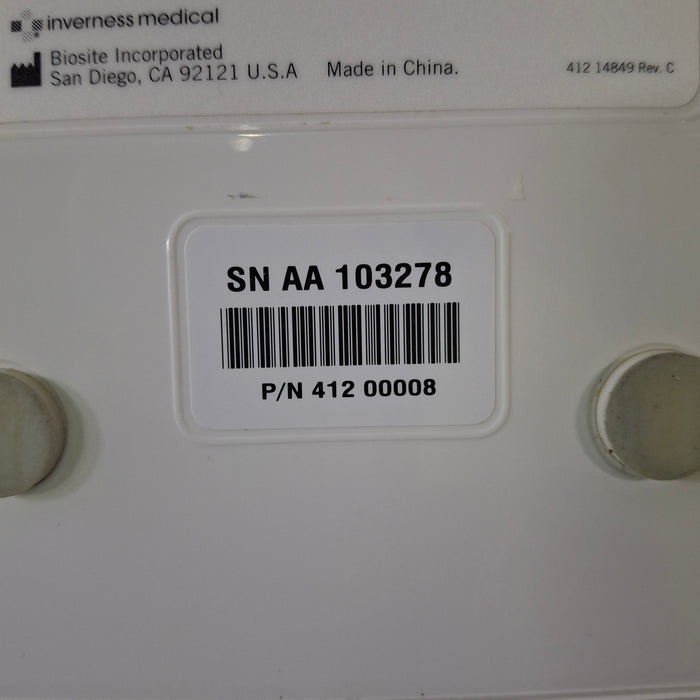 inverness medical
Biosite Incorporated
San Diego, CA 92121 U.S.A Made in China. 412 14849 Rev. C
SN AA 103278
P/N 412 00008